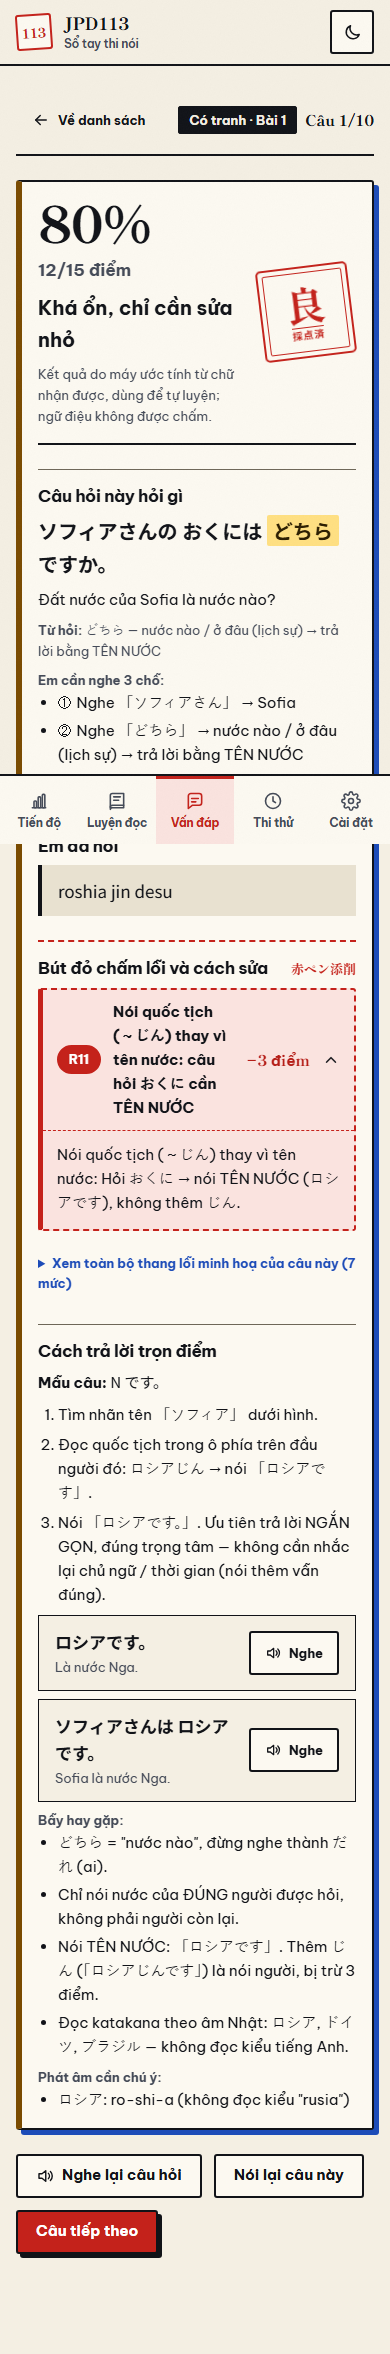 113
JPD113
Sổ tay thi nói
← Về danh sách
Có tranh · Bài 1
Câu 1/10
80%
12/15 điểm
Khá ổn, chỉ cần sửa
nhỏ
良
採点済
Kết quả do máy ước tính từ chữ
nhận được, dùng để tự luyện;
ngữ điệu không được chấm.
Câu hỏi này hỏi gì
ソフィアさんの おくには どちら
ですか。
Đất nước của Sofia là nước nào?
Từ hỏi: どちら — nước nào / ở đâu (lịch sự) → trả
lời bằng TÊN NƯỚC
Em cần nghe 3 chỗ:
• ① Nghe 「ソフィアさん」 → Sofia
• ② Nghe 「どちら」 → nước nào / ở đâu
(lịch sự) → trả lời bằng TÊN NƯỚC
Tiến độ
Luyện đọc
Vấn đáp
Thi thử
Cài đặt
Em đã nói
roshia jin desu
Bút đỏ chấm lỗi và cách sửa
赤ペン添削
R11
Nói quốc tịch
(～じん) thay vì
tên nước: câu
hỏi おくに cần
TÊN NƯỚC
−3 điểm
Nói quốc tịch (～じん) thay vì tên
nước: Hỏi おくに → nói TÊN NƯỚC (ロシ
アです), không thêm じん.
▶ Xem toàn bộ thang lỗi minh hoạ của câu này (7
mức)
Cách trả lời trọn điểm
Mẫu câu: N です。
1. Tìm nhãn tên 「ソフィア」 dưới hình.
2. Đọc quốc tịch trong ô phía trên đầu
người đó: ロシアじん → nói 「ロシアで
す」.
3. Nói 「ロシアです。」. Ưu tiên trả lời NGẮN
GỌN, đúng trọng tâm — không cần nhắc
lại chủ ngữ / thời gian (nói thêm vẫn
đúng).
ロシアです。
Là nước Nga.
Nghe
ソフィアさんは ロシア
です。
Sofia là nước Nga.
Nghe
Bẫy hay gặp:
• どちら = "nước nào", đừng nghe thành だ
れ (ai).
• Chỉ nói nước của ĐÚNG người được hỏi,
không phải người còn lại.
• Nói TÊN NƯỚC: 「ロシアです」. Thêm じ
ん (「ロシアじんです」) là nói người, bị trừ 3
điểm.
• Đọc katakana theo âm Nhật: ロシア, ドイ
ツ, ブラジル — không đọc kiểu tiếng Anh.
Phát âm cần chú ý:
• ロシア: ro-shi-a (không đọc kiểu "rusia")
Nghe lại câu hỏi
Nói lại câu này
Câu tiếp theo